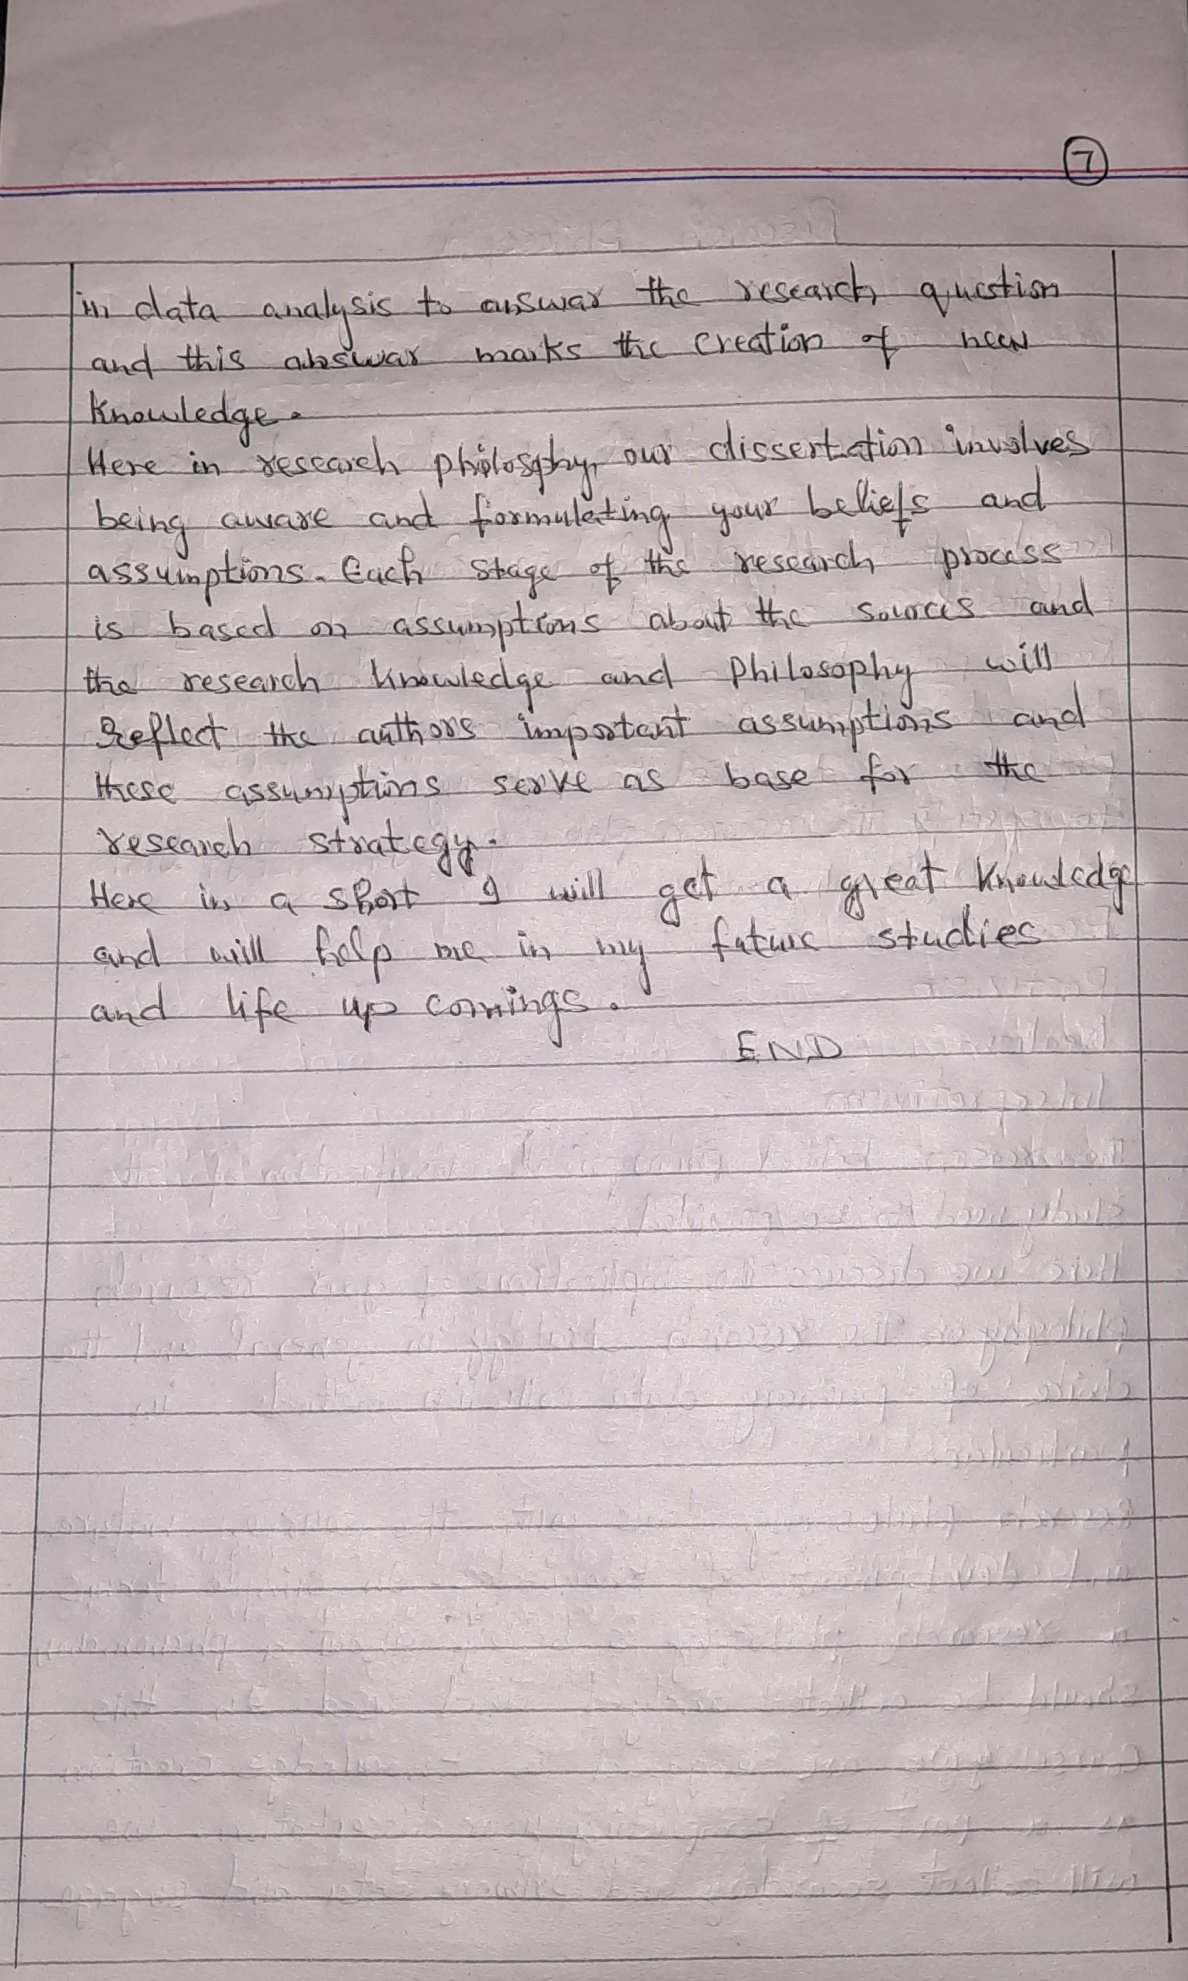 7
in data analysis to answar the research question
and this abswar marks the creation of new
knowledge.
Here in research philosophy, our dissertation involves
being aware and formulating your beliefs and
assumptions. Each stage of the research process
is based on assumptions about the sources and
the research knowledge and philosophy will
Reflect the authors important assumptions and
these assumptions serve as base for the
research strategy.
Here in a short I will get a great knowledge
and will help me in my future studies
and life up comings.
END